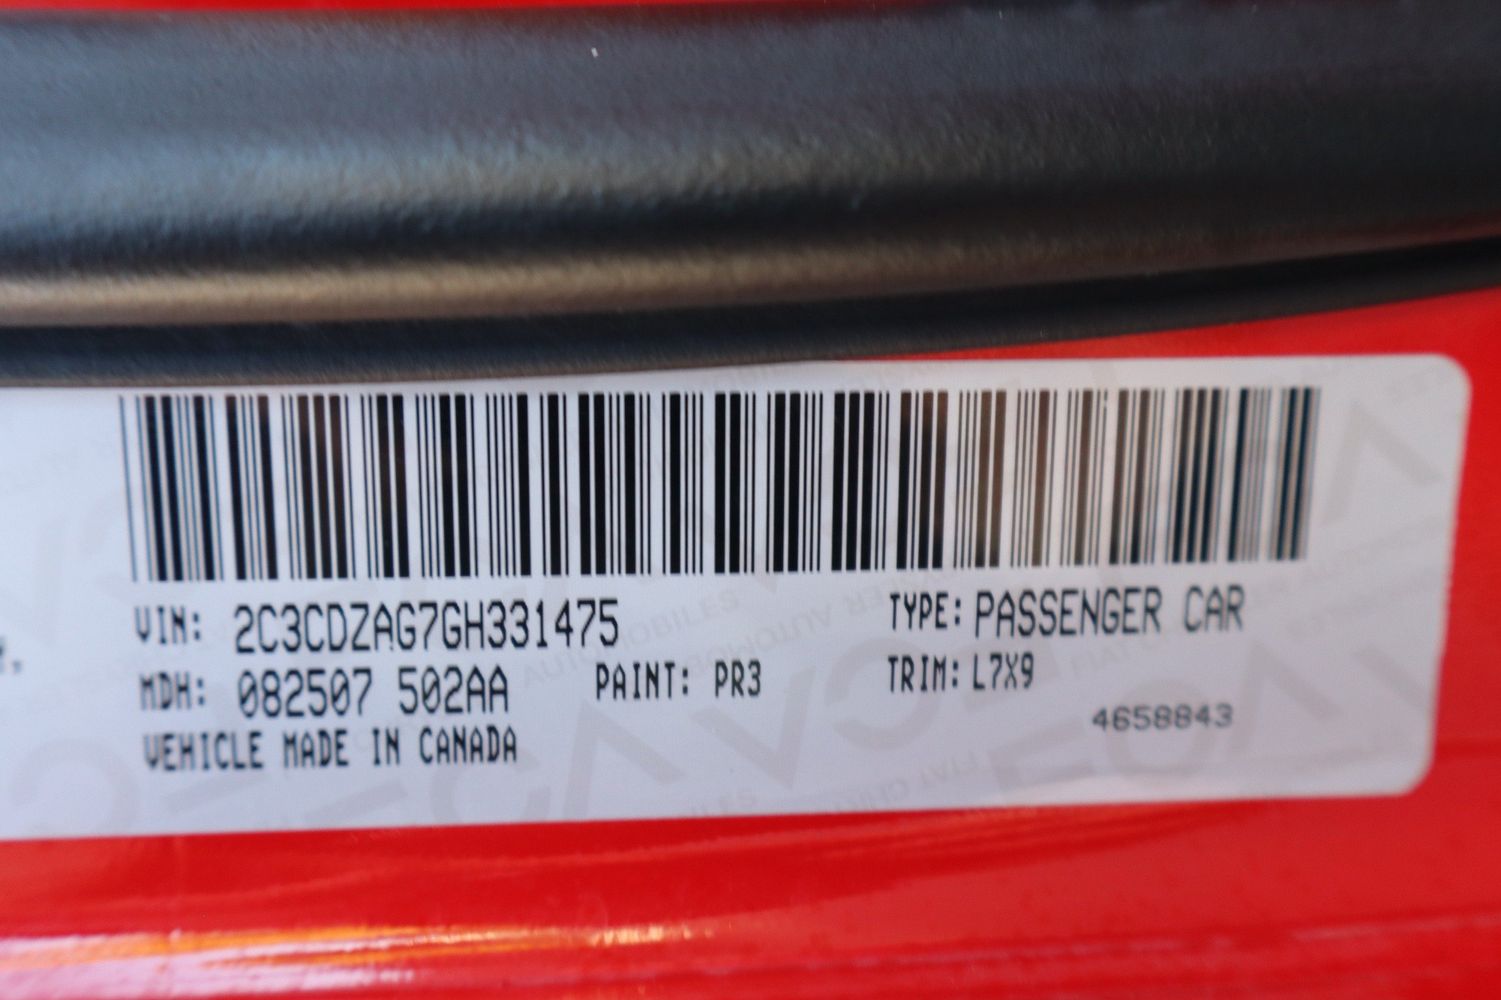 VIN: 2C3CDZAG7GH331475 TYPE: PASSENGER CAR
MDH: 082507 502AA PAINT: PR3 TRIM: L7X9
4658843
VEHICLE MADE IN CANADA